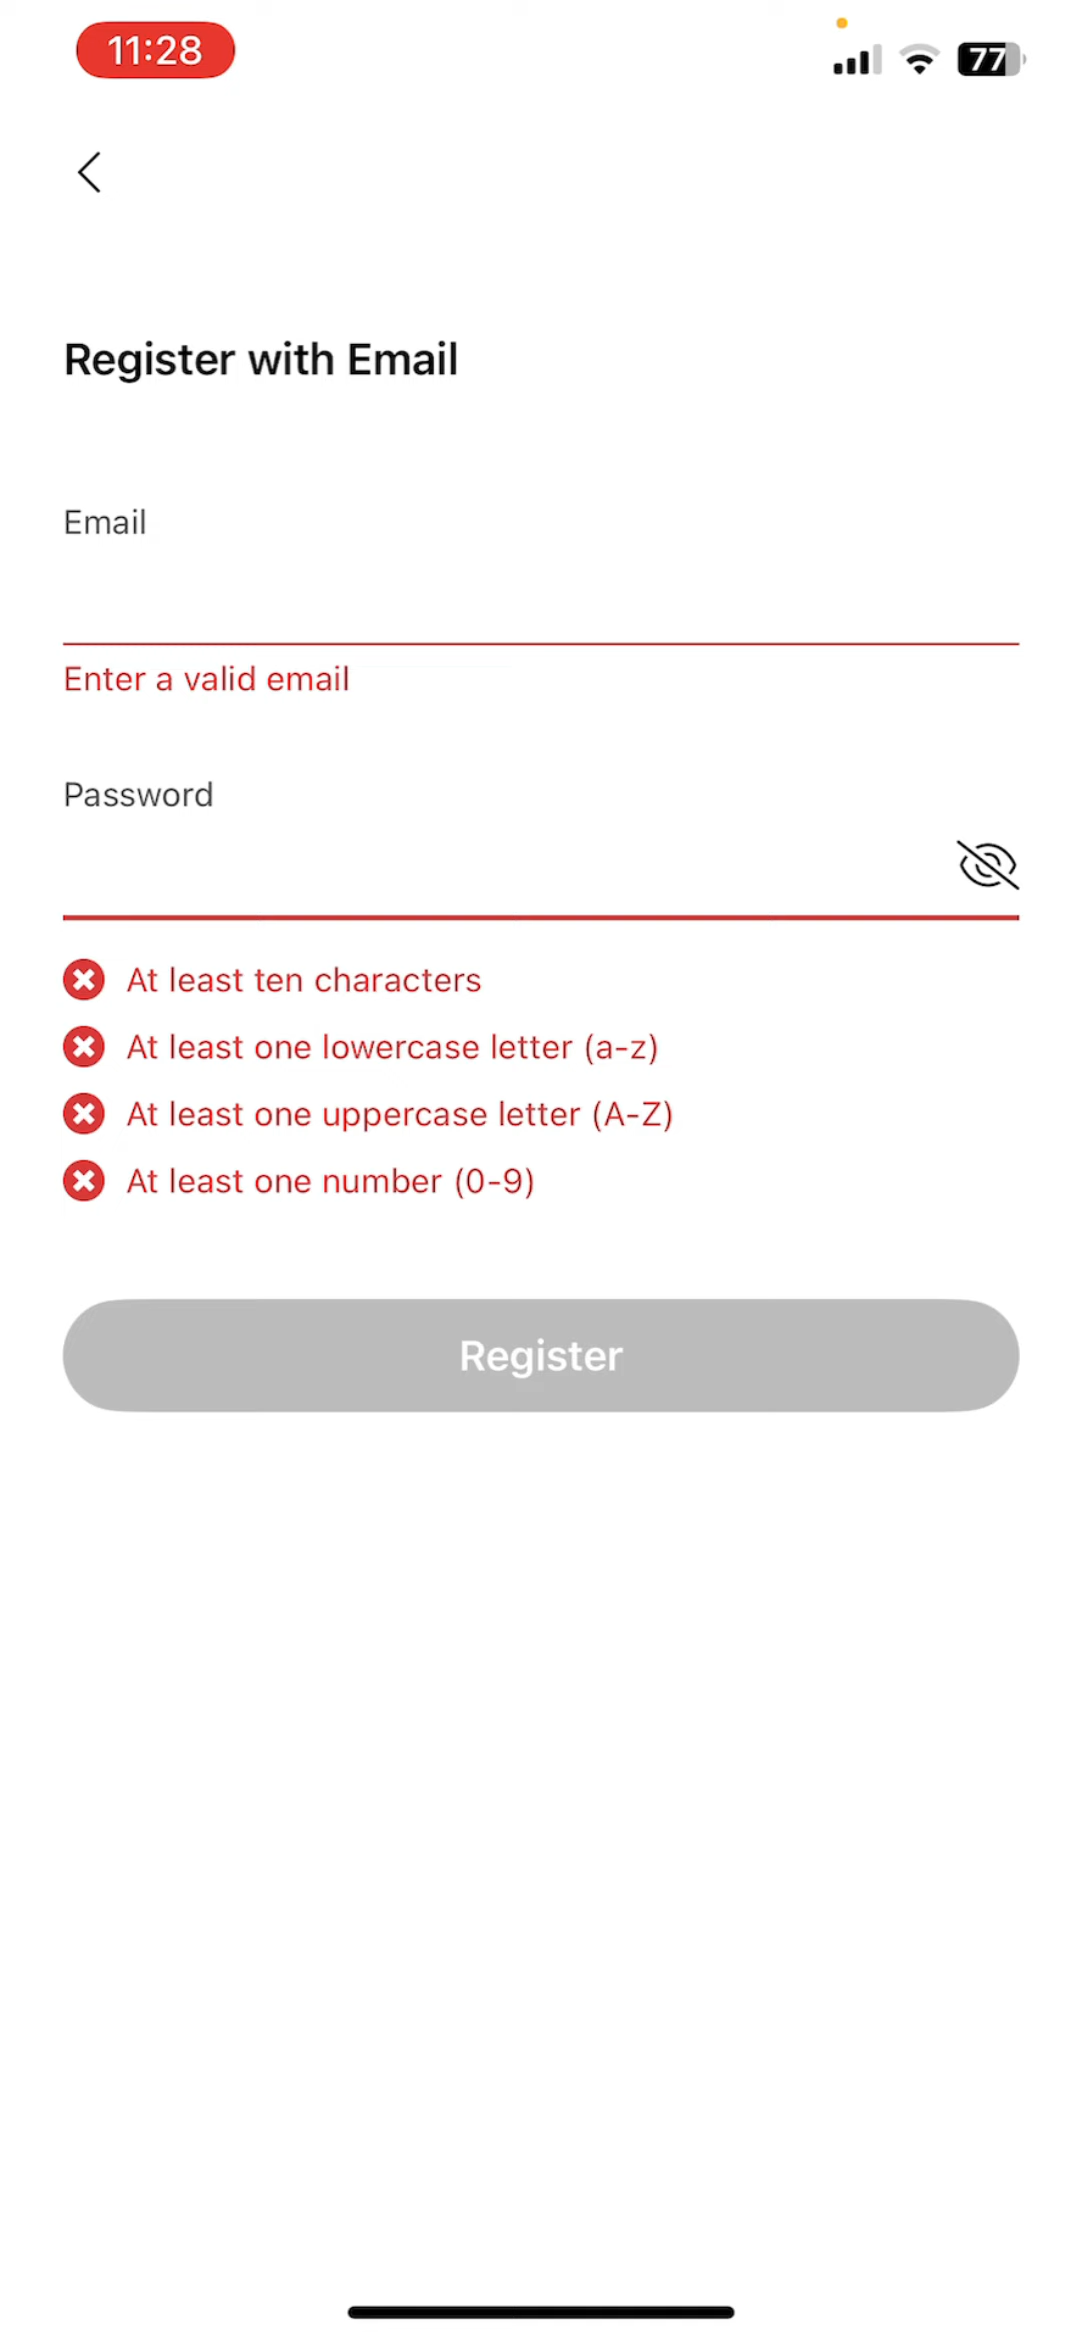 11:28
77
Register with Email
Email
Enter a valid email
Password
At least ten characters
At least one lowercase letter (a-z)
At least one uppercase letter (A-Z)
At least one number (0-9)
Register